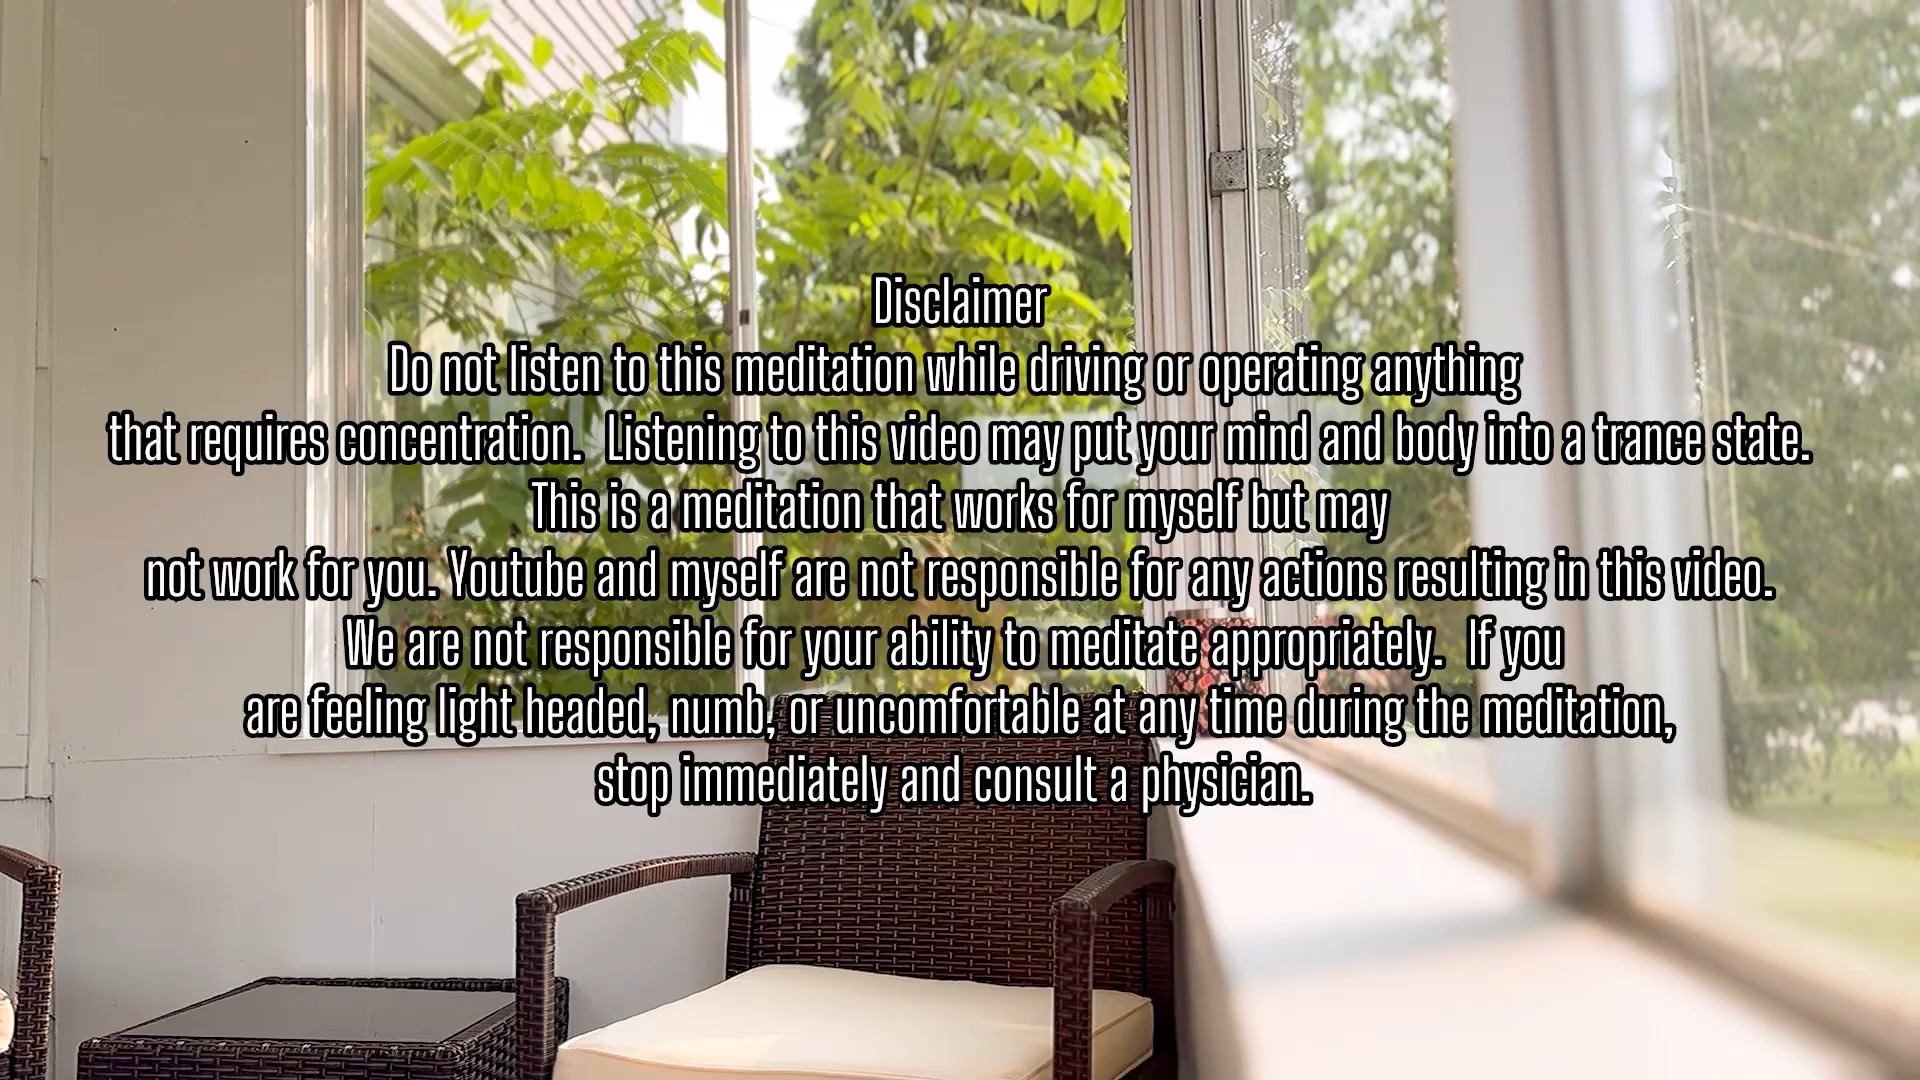 Disclaimer
Do not listen to this meditation while driving or operating anything
that requires concentration.  Listening to this video may put your mind and body into a trance state.
This is a meditation that works for myself but may
not work for you. Youtube and myself are not responsible for any actions resulting in this video.
We are not responsible for your ability to meditate appropriately.  If you
are feeling light headed, numb, or uncomfortable at any time during the meditation,
stop immediately and consult a physician.